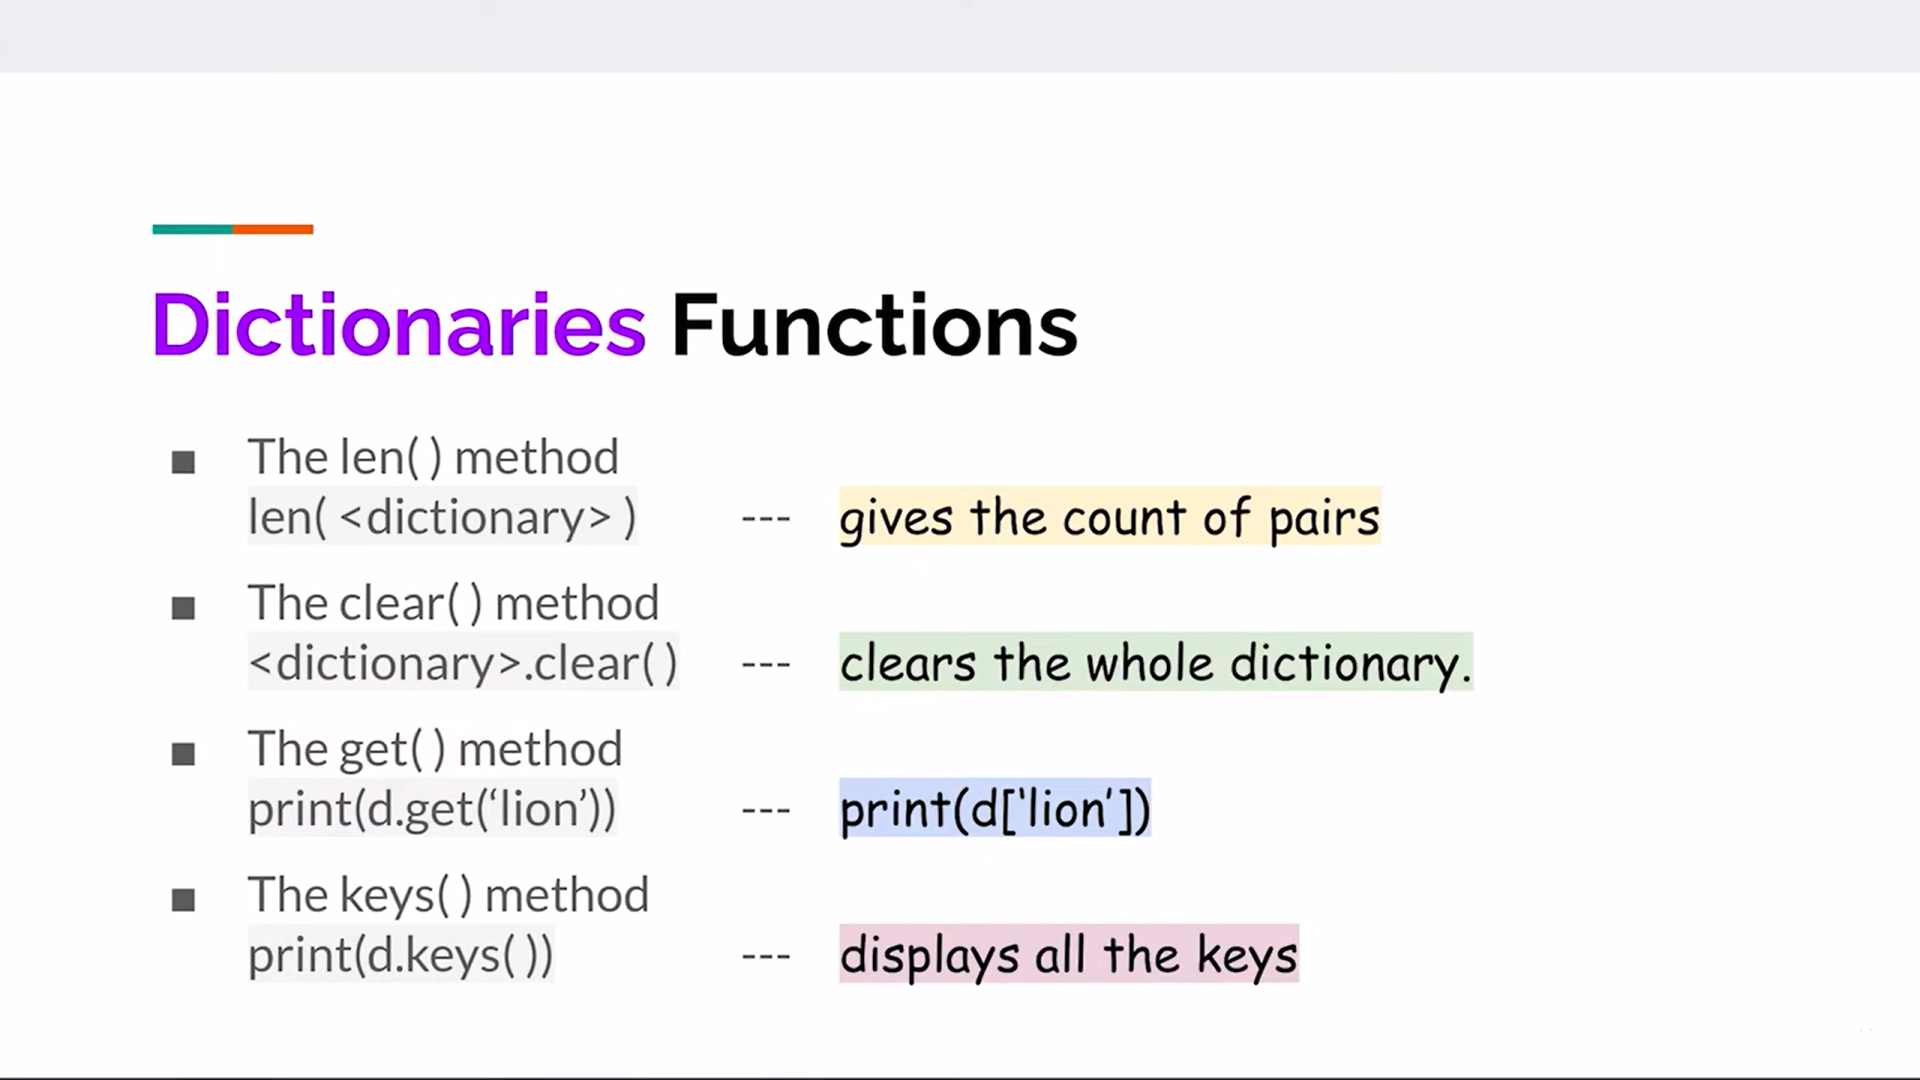 Dictionaries Functions
■ The len( ) method
len( <dictionary> ) --- gives the count of pairs
■ The clear( ) method
<dictionary>.clear( ) --- clears the whole dictionary.
■ The get( ) method
print(d.get(‘lion’)) --- print(d[‘lion’])
■ The keys( ) method
print(d.keys( )) --- displays all the keys